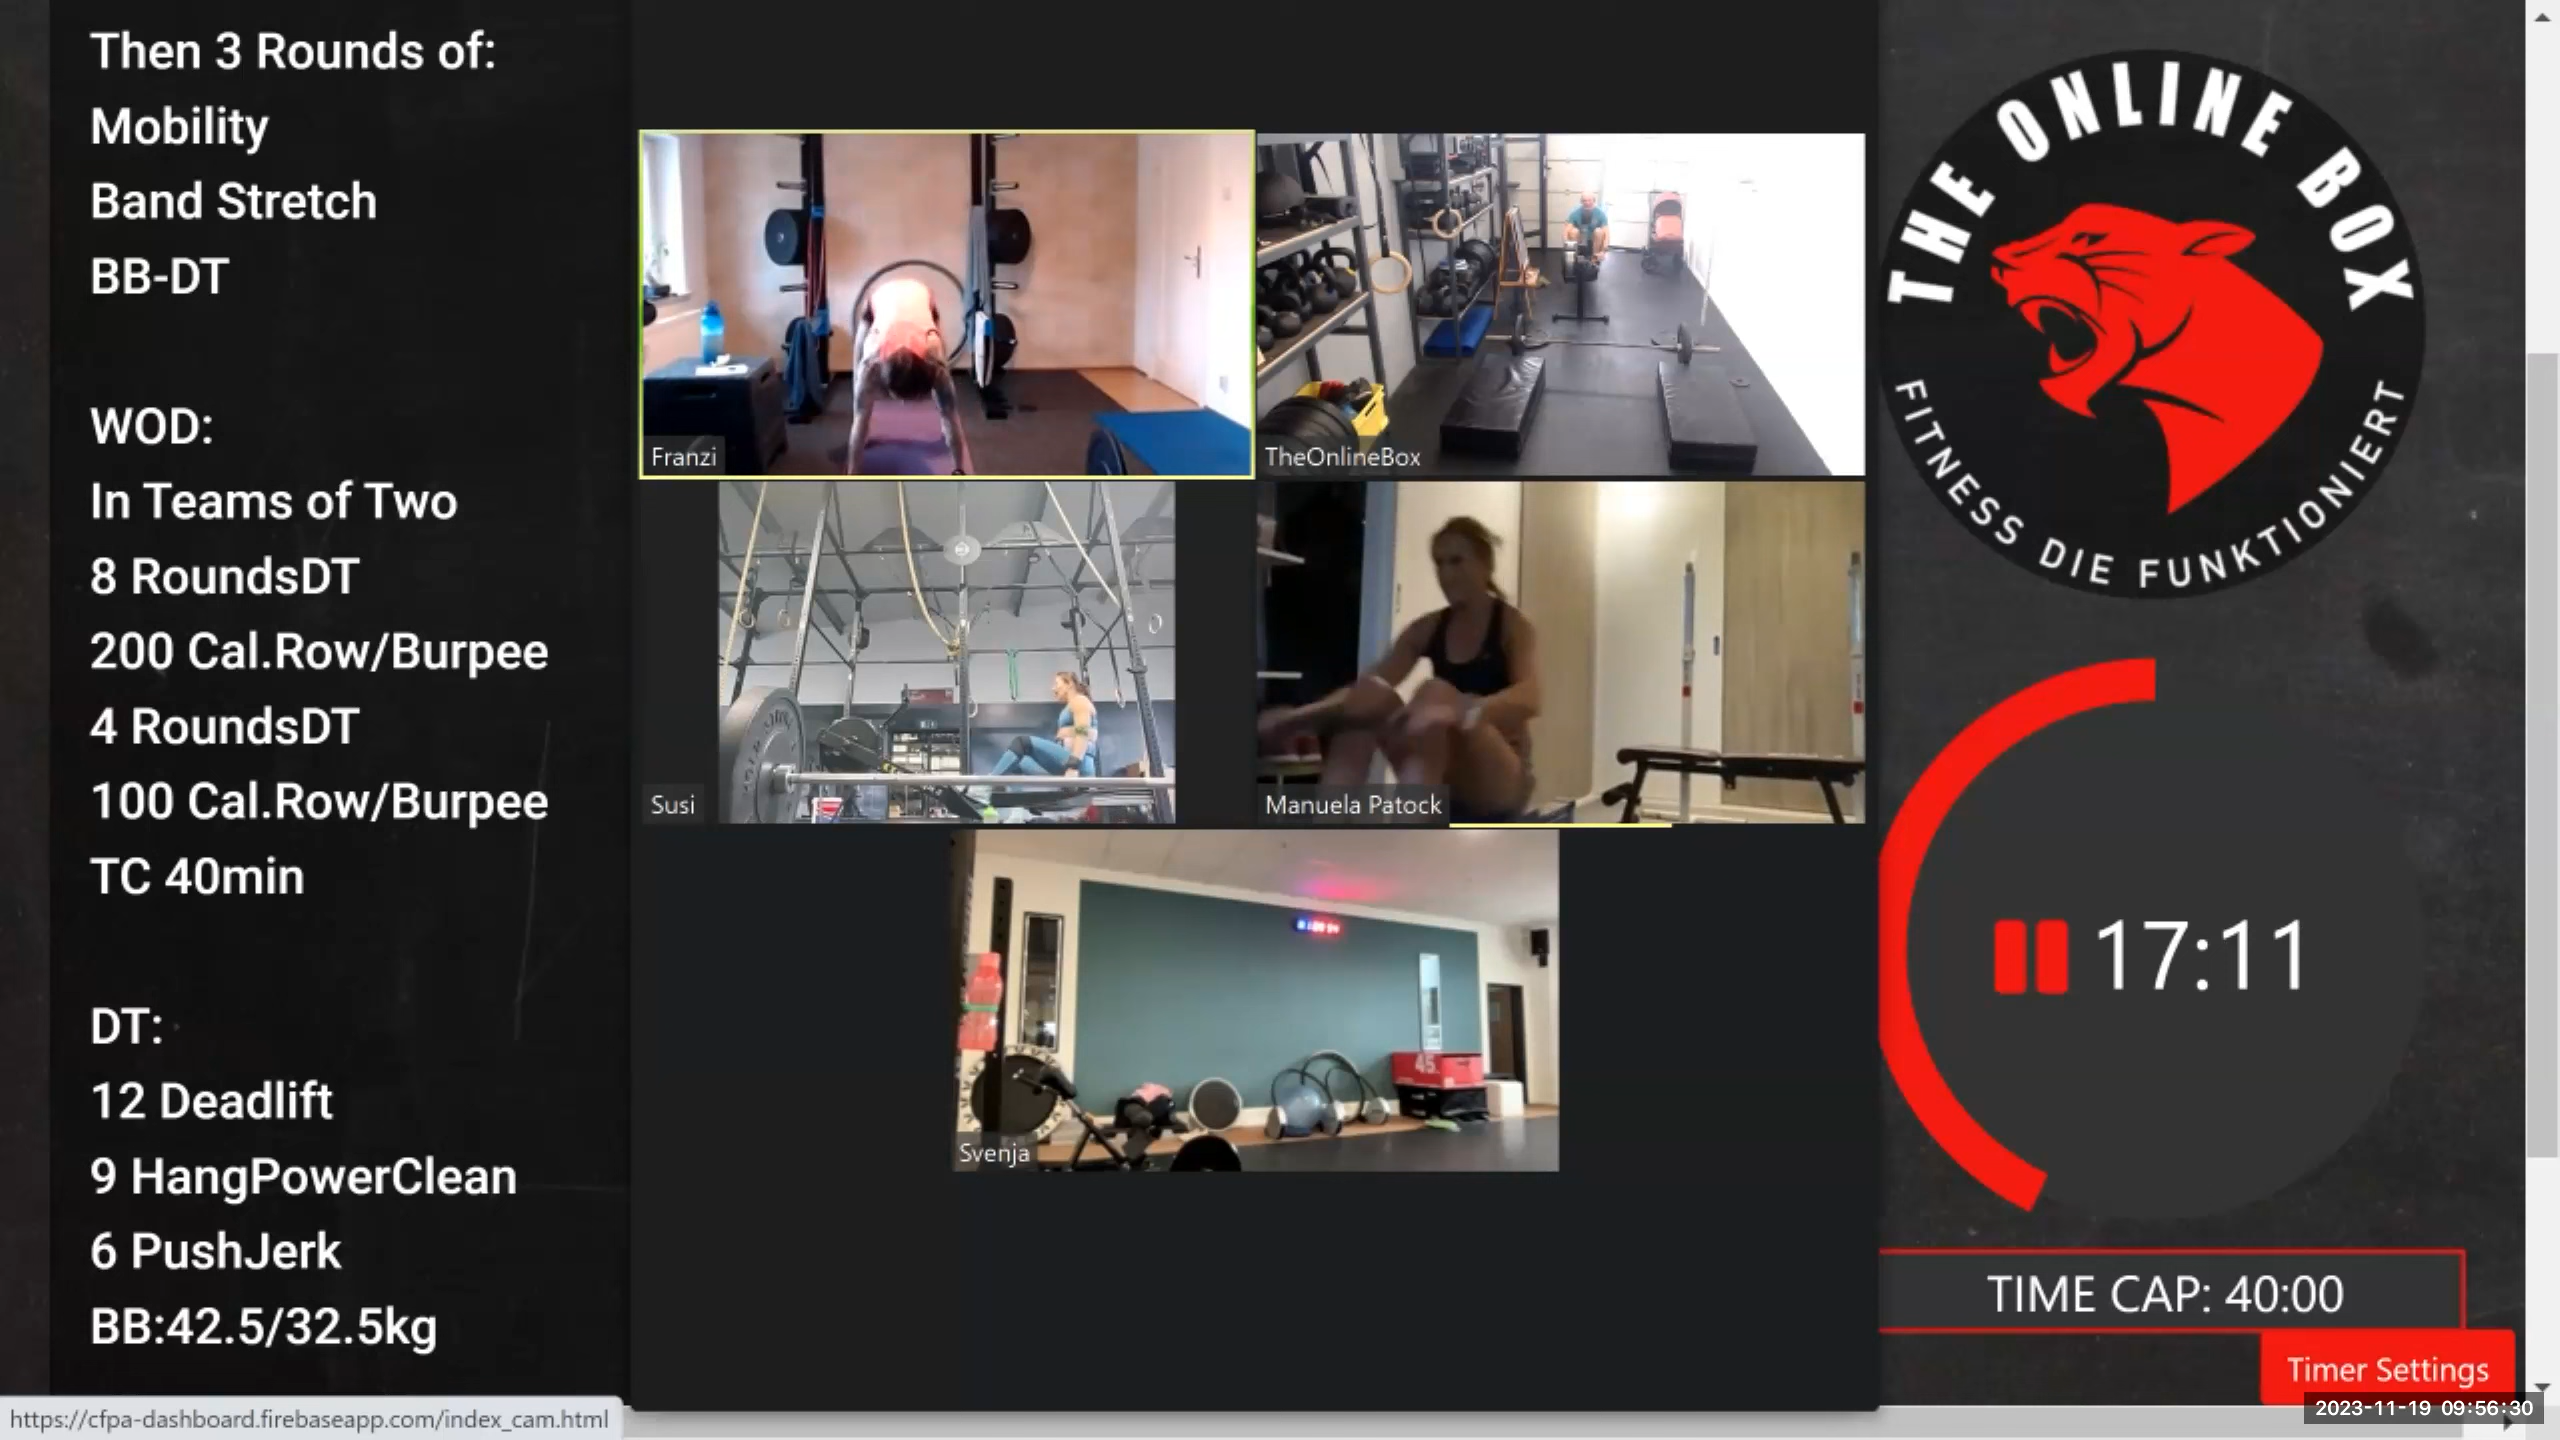 Then 3 Rounds of:
Mobility
Band Stretch
BB-DT
WOD:
In Teams of Two
8 RoundsDT
200 Cal.Row/Burpee
4 RoundsDT
100 Cal.Row/Burpee
TC 40min
DT:
12 Deadlift
9 HangPowerClean
6 PushJerk
BB:42.5/32.5kg
https://cfpa-dashboard.firebaseapp.com/index_cam.html
Franzi
TheOnlineBox
Susi
Manuela Patock
45
Svenja
THE ONLINE BOX
FITNESS DIE FUNKTIONIERT
17:11
TIME CAP: 40:00
Timer Settings
2023-11-19 09:56:30